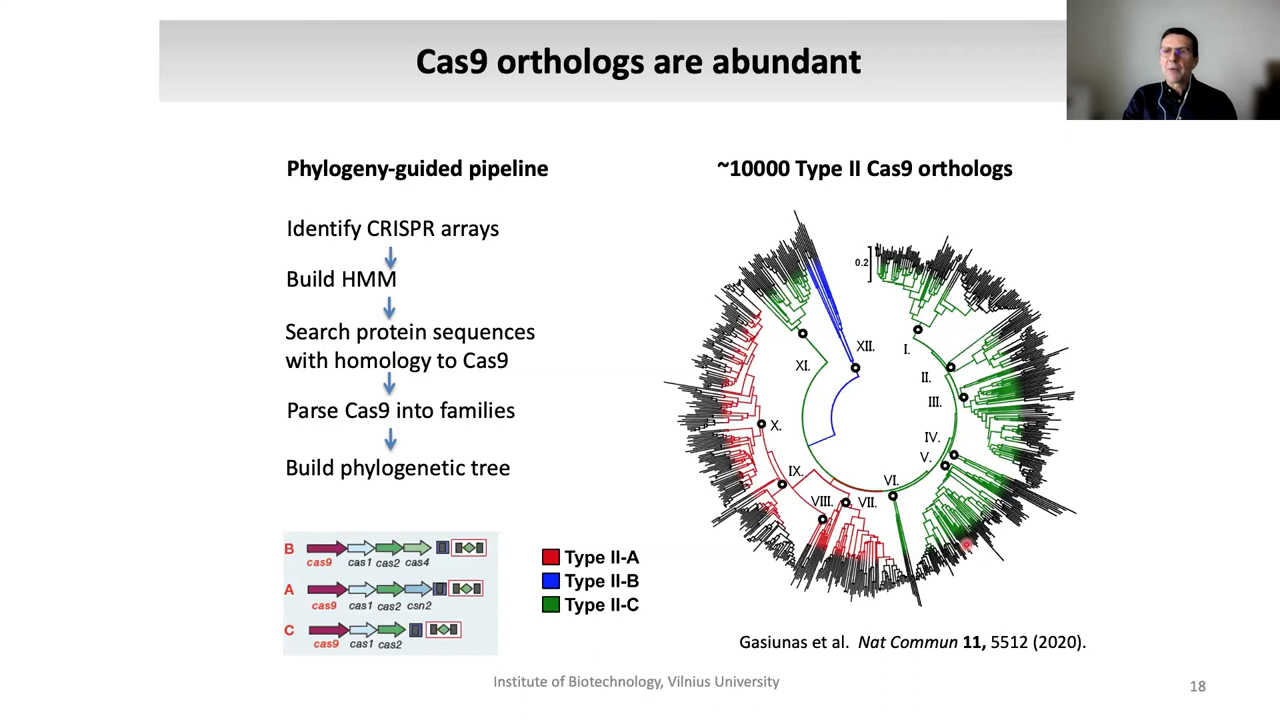 Cas9 orthologs are abundant
Phylogeny-guided pipeline
Identify CRISPR arrays
Build HMM
Search protein sequences
with homology to Cas9
Parse Cas9 into families
Build phylogenetic tree
B
cas9 cas1 cas2 cas4
A
cas9 cas1 cas2 csn2
C
cas9 cas1 cas2
~10000 Type II Cas9 orthologs
0.2
I.
II.
III.
IV.
V.
VI.
VII.
VIII.
IX.
X.
XI.
XII.
Type II-A
Type II-B
Type II-C
Gasiunas et al. Nat Commun 11, 5512 (2020).
Institute of Biotechnology, Vilnius University
18